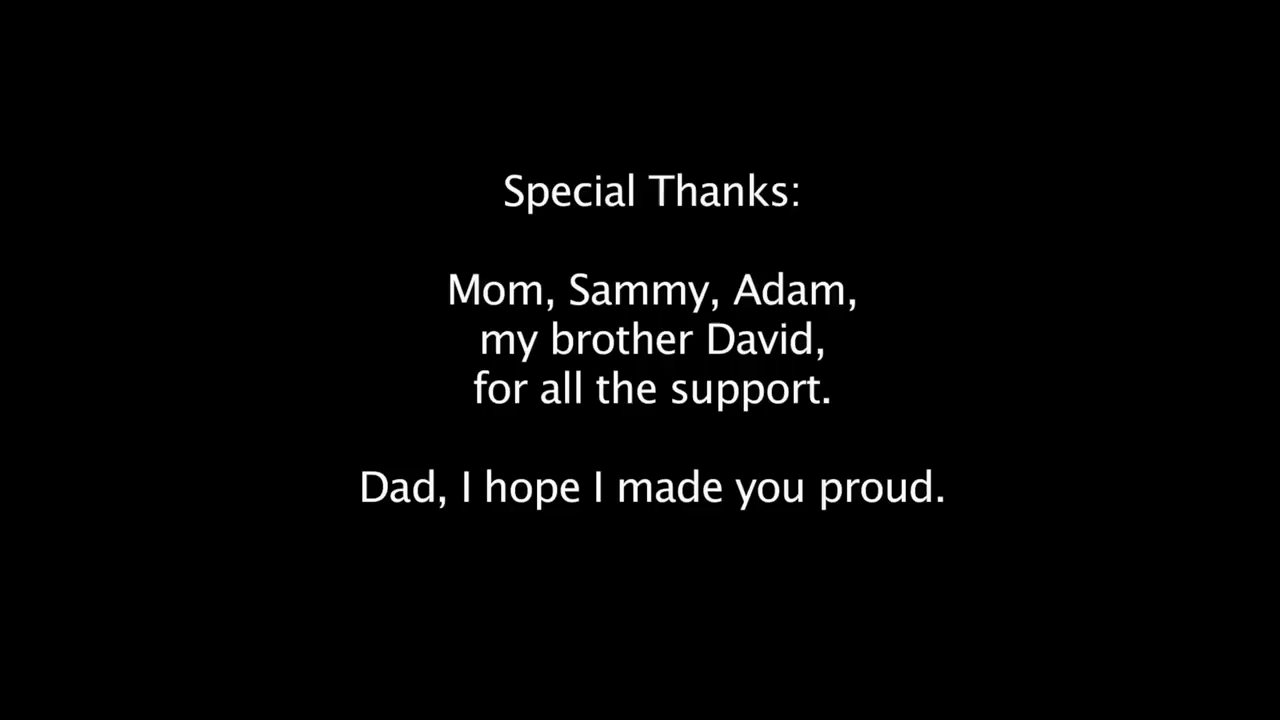 Special Thanks:
Mom, Sammy, Adam,
my brother David,
for all the support.
Dad, I hope I made you proud.